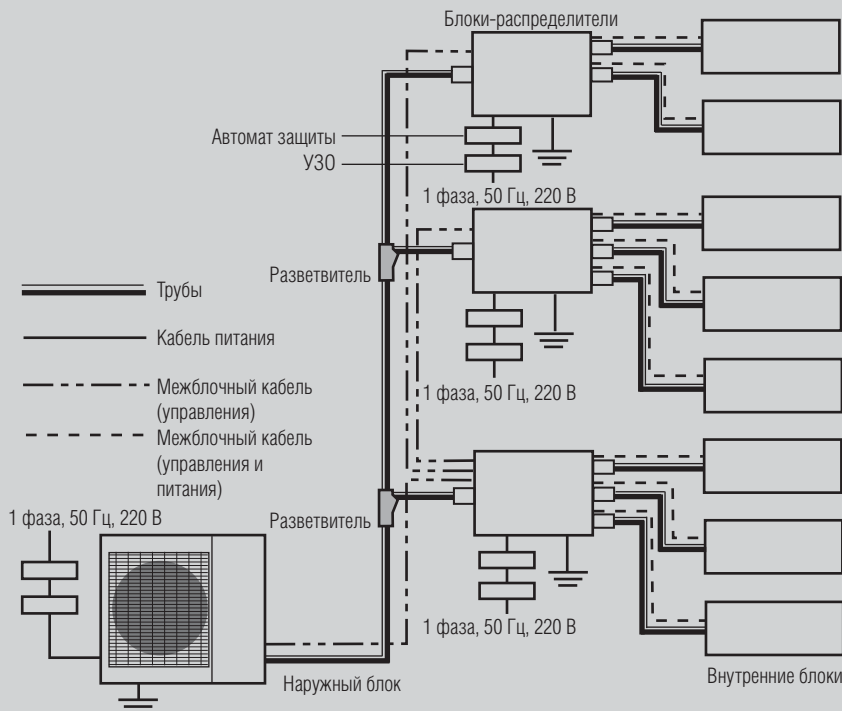 Блоки-распределители
Автомат защиты
УЗО
1 фаза, 50 Гц, 220 В
Разветвитель
Трубы
Кабель питания
1 фаза, 50 Гц, 220 В
Межблочный кабель
(управления)
Межблочный кабель
(управления и
питания)
1 фаза, 50 Гц, 220 В
Разветвитель
1 фаза, 50 Гц, 220 В
Наружный блок
Внутренние блоки